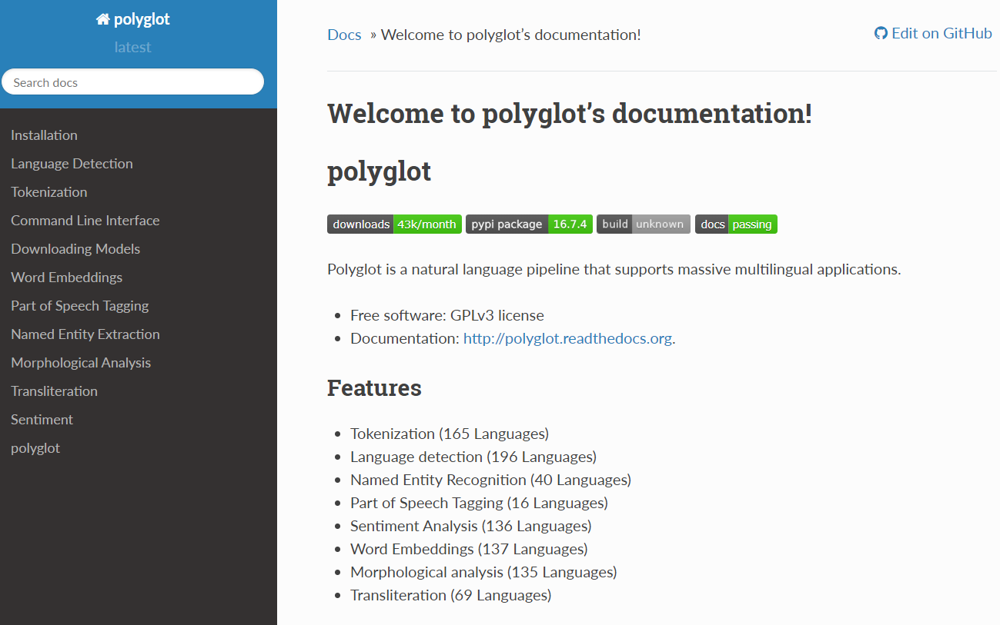 polyglot
latest
Search docs
Installation
Language Detection
Tokenization
Command Line Interface
Downloading Models
Word Embeddings
Part of Speech Tagging
Named Entity Extraction
Morphological Analysis
Transliteration
Sentiment
polyglot
Docs » Welcome to polyglot’s documentation!
Edit on GitHub
Welcome to polyglot’s documentation!
polyglot
downloads 43k/month pypi package 16.7.4 build unknown docs passing
Polyglot is a natural language pipeline that supports massive multilingual applications.
• Free software: GPLv3 license
• Documentation: http://polyglot.readthedocs.org.
Features
• Tokenization (165 Languages)
• Language detection (196 Languages)
• Named Entity Recognition (40 Languages)
• Part of Speech Tagging (16 Languages)
• Sentiment Analysis (136 Languages)
• Word Embeddings (137 Languages)
• Morphological analysis (135 Languages)
• Transliteration (69 Languages)